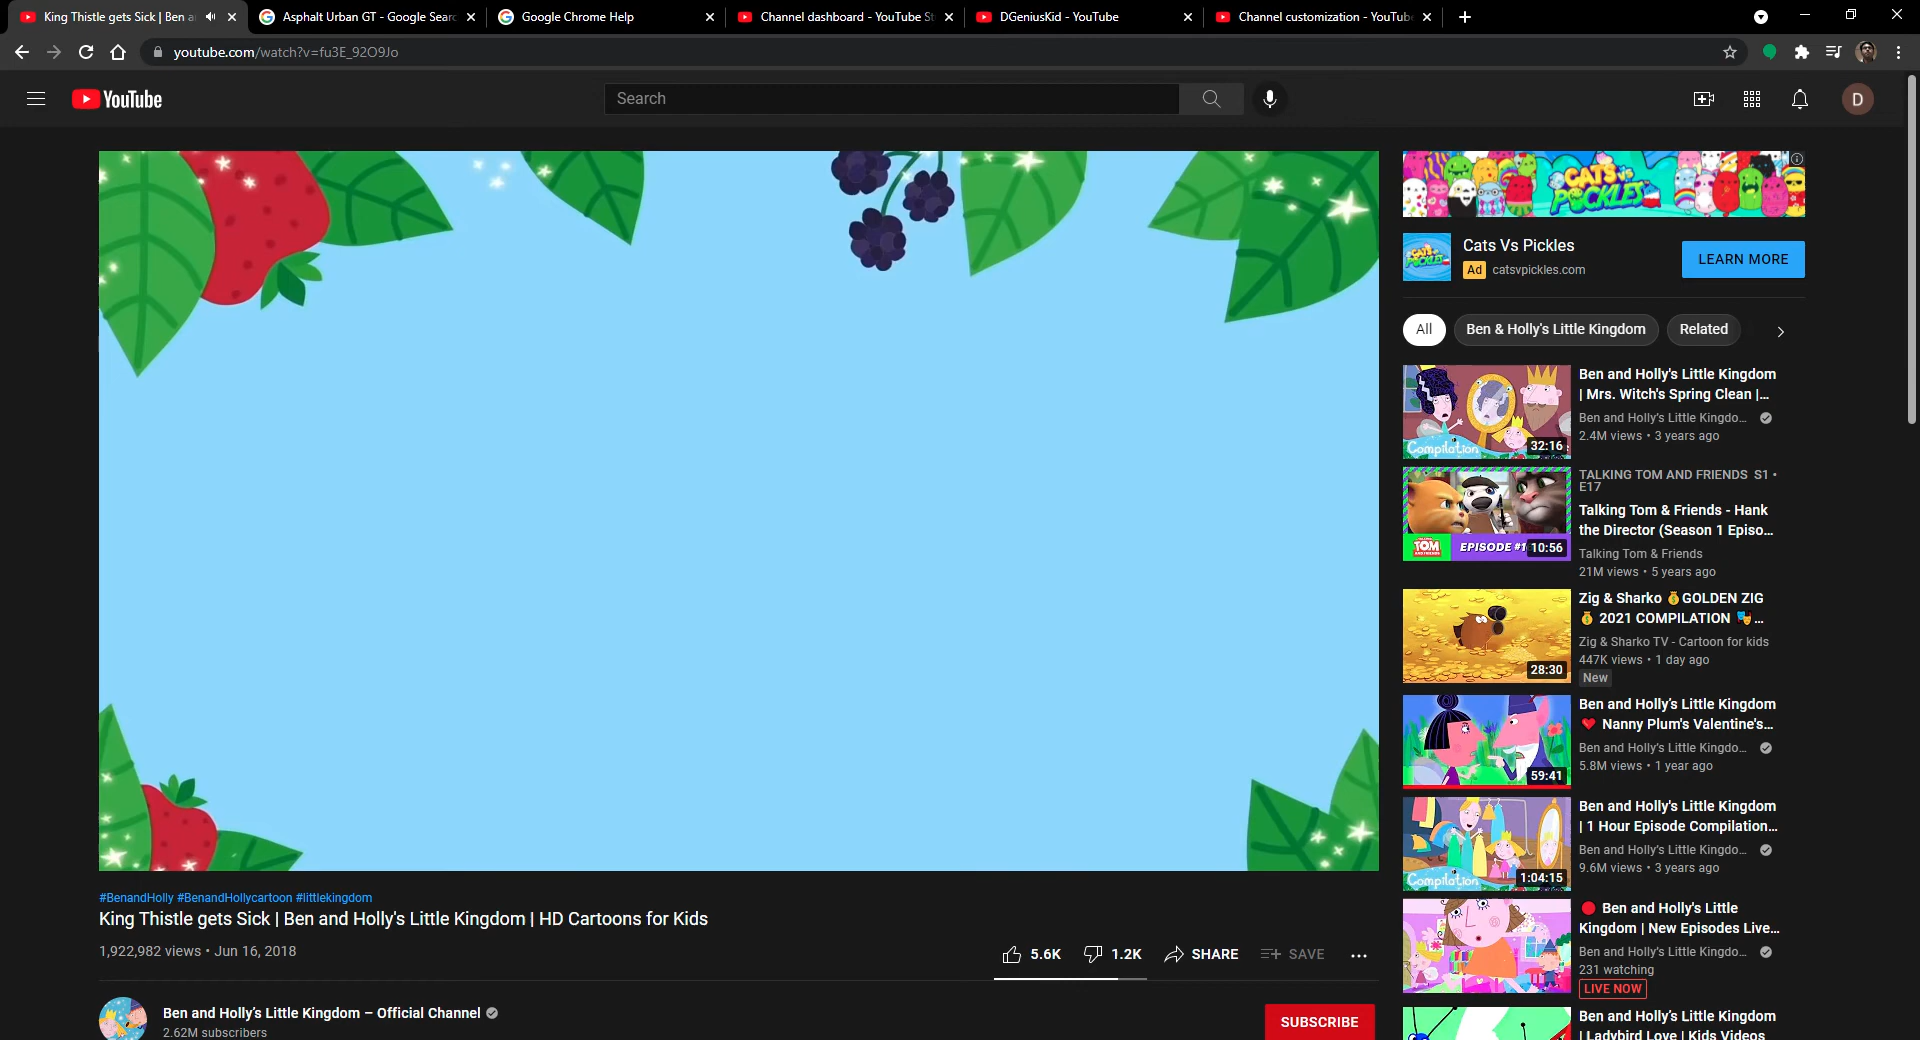 King Thistle gets Sick | Ben a
Asphalt Urban GT - Google Searc
Google Chrome Help
Channel dashboard - YouTube St
DGeniusKid - YouTube
Channel customization - YouTub
youtube.com/watch?v=fu3E_92O9Jo
YouTube
Search
D
CATS VS PICKLES
Cats Vs Pickles
Ad catsvpickles.com
LEARN MORE
All
Ben & Holly's Little Kingdom
Related
Compilation
32:16
Ben and Holly's Little Kingdom
| Mrs. Witch's Spring Clean |...
Ben and Holly's Little Kingdo...
2.4M views • 3 years ago
TOM
EPISODE #1
10:56
TALKING TOM AND FRIENDS S1 •
E17
Talking Tom & Friends - Hank
the Director (Season 1 Episo...
Talking Tom & Friends
21M views • 5 years ago
28:30
Zig & Sharko 💰GOLDEN ZIG
💰 2021 COMPILATION 🎭...
Zig & Sharko TV - Cartoon for kids
447K views • 1 day ago
New
59:41
Ben and Holly's Little Kingdom
❤️ Nanny Plum's Valentine's...
Ben and Holly's Little Kingdo...
5.8M views • 1 year ago
Compilation
1:04:15
Ben and Holly's Little Kingdom
| 1 Hour Episode Compilation...
Ben and Holly's Little Kingdo...
9.6M views • 3 years ago
🔴 Ben and Holly's Little
Kingdom | New Episodes Live...
Ben and Holly's Little Kingdo...
231 watching
LIVE NOW
Ben and Holly's Little Kingdom
| Ladybird Love | Kids Videos
#BenandHolly #BenandHollycartoon #littlekingdom
King Thistle gets Sick | Ben and Holly's Little Kingdom | HD Cartoons for Kids
1,922,982 views • Jun 16, 2018
5.6K
1.2K
SHARE
SAVE
Ben and Holly's Little Kingdom – Official Channel
2.62M subscribers
SUBSCRIBE